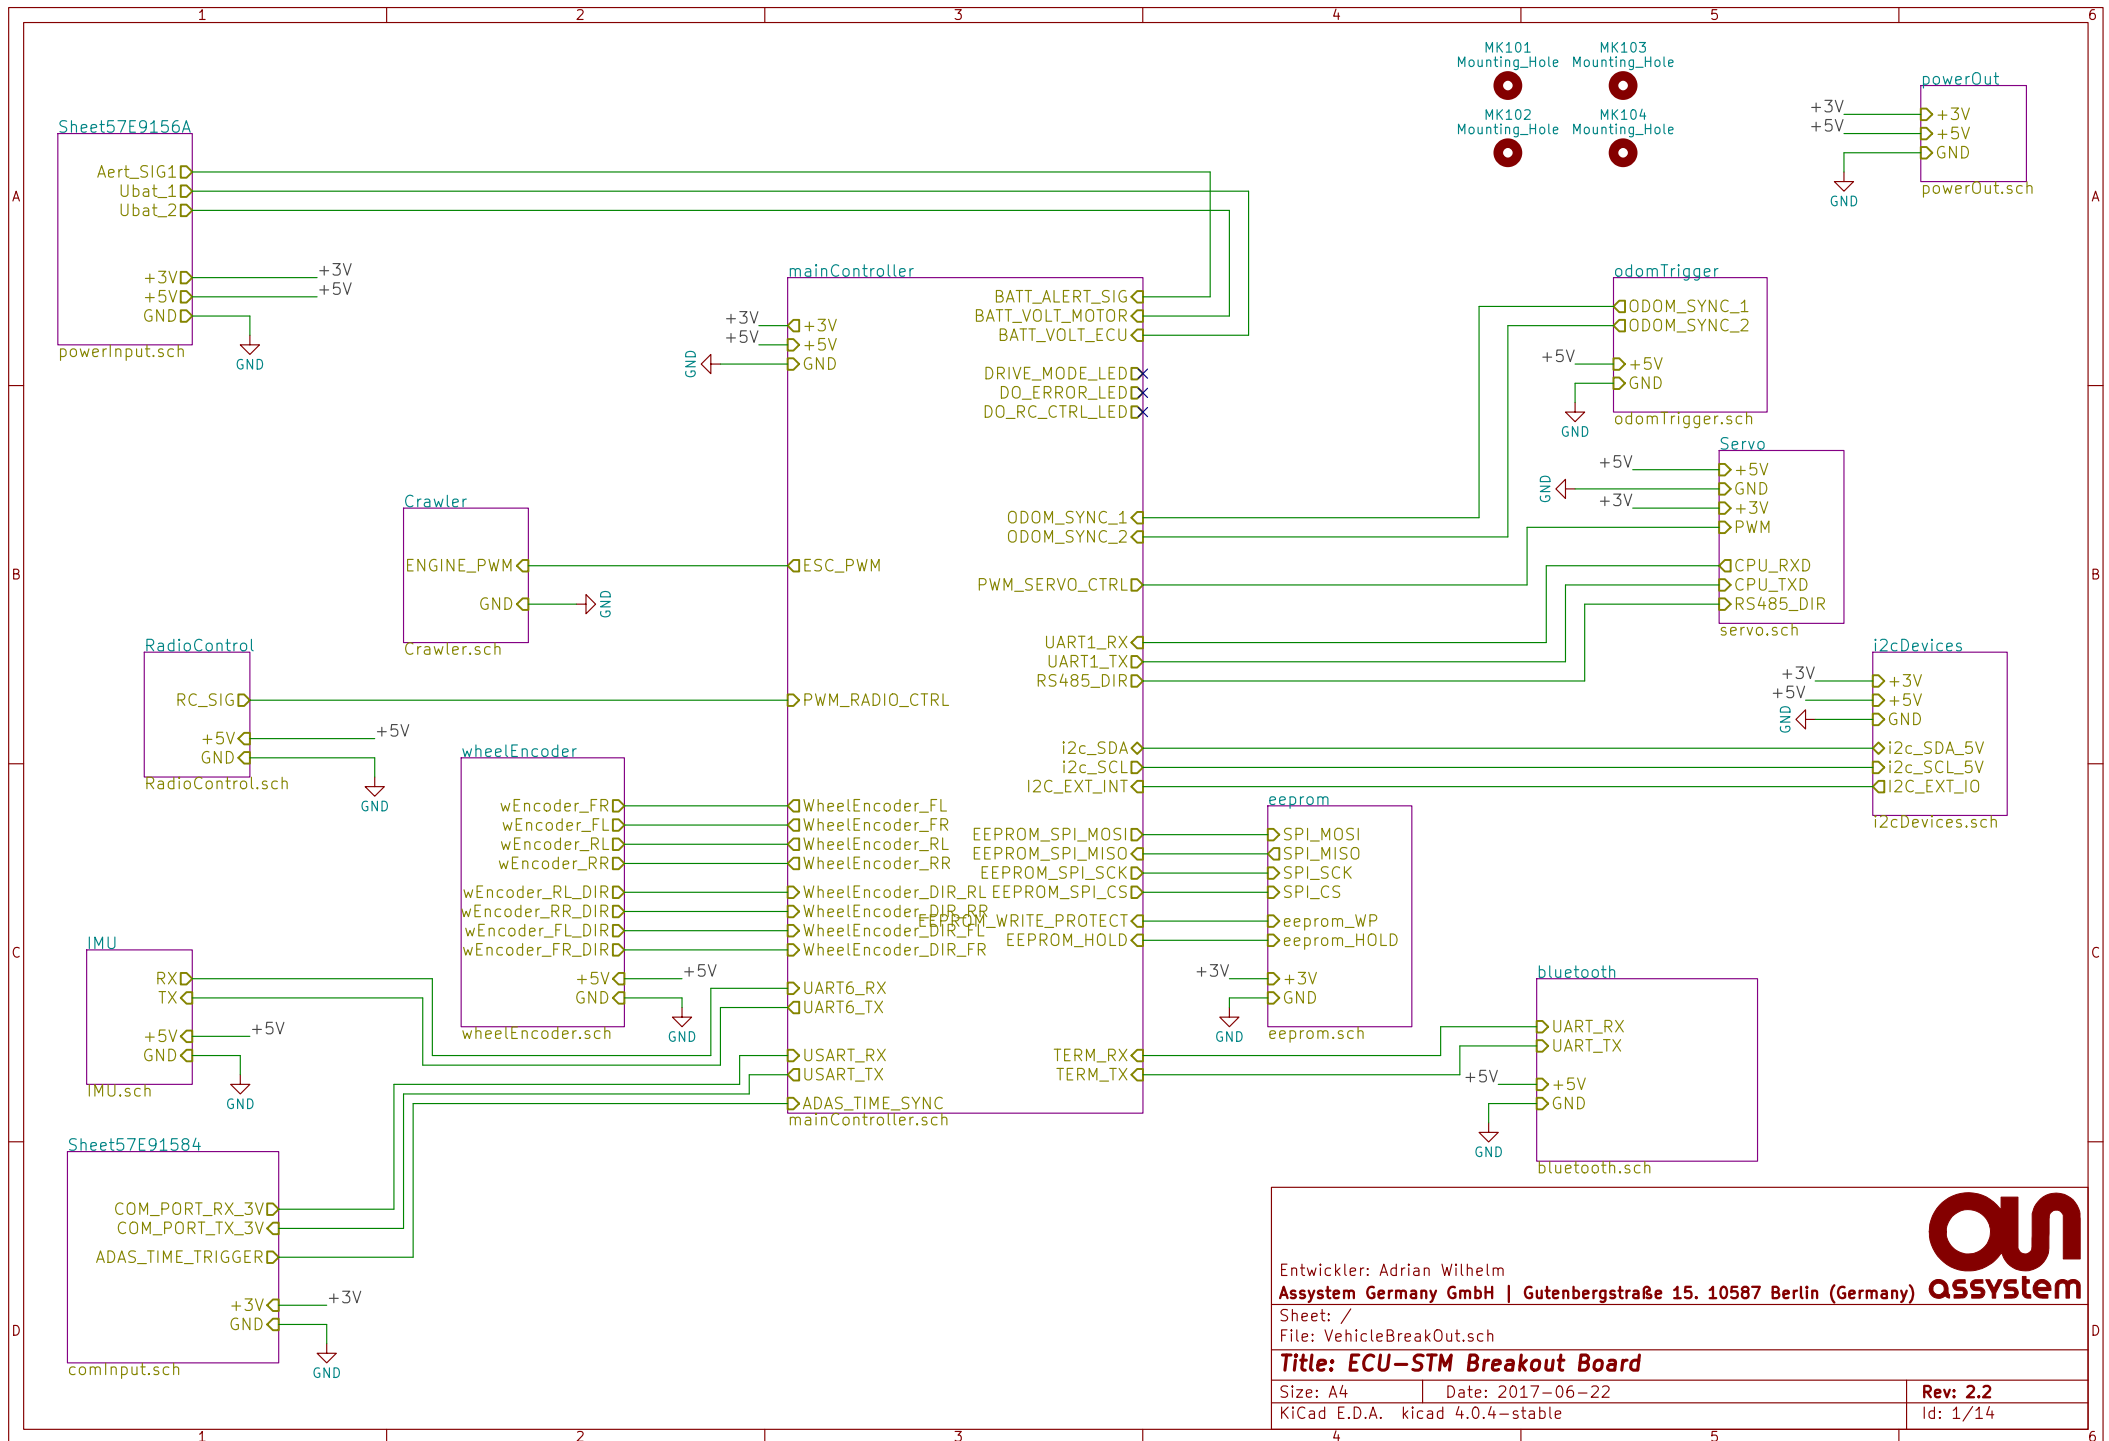 1 2 3 4 5 6
A
B
C
D
A
B
C
D
1 2 3 4 5 6
MK101
Mounting_Hole
MK103
Mounting_Hole
MK102
Mounting_Hole
MK104
Mounting_Hole
powerOut
+3V
+5V
+3V
+5V
GND
GND
powerOut.sch
Sheet57E9156A
Aert_SIG1
Ubat_1
Ubat_2
+3V
+5V
GND
+3V
+5V
GND
powerInput.sch
mainController
+3V
+5V
GND
+3V
+5V
GND
BATT_ALERT_SIG
BATT_VOLT_MOTOR
BATT_VOLT_ECU
DRIVE_MODE_LED
DO_ERROR_LED
DO_RC_CTRL_LED
ODOM_SYNC_1
ODOM_SYNC_2
ESC_PWM
PWM_SERVO_CTRL
UART1_RX
UART1_TX
RS485_DIR
PWM_RADIO_CTRL
i2c_SDA
i2c_SCL
I2C_EXT_INT
WheelEncoder_FL
WheelEncoder_FR
WheelEncoder_RL
WheelEncoder_RR
EEPROM_SPI_MOSI
EEPROM_SPI_MISO
EEPROM_SPI_SCK
WheelEncoder_DIR_RL
EEPROM_SPI_CS
WheelEncoder_DIR_RR
EEPROM_WRITE_PROTECT
WheelEncoder_DIR_FL
EEPROM_HOLD
WheelEncoder_DIR_FR
UART6_RX
UART6_TX
USART_RX
USART_TX
TERM_RX
TERM_TX
ADAS_TIME_SYNC
mainController.sch
odomTrigger
ODOM_SYNC_1
ODOM_SYNC_2
+5V
+5V
GND
GND
odomTrigger.sch
Servo
+5V
GND
+3V
+5V
GND
+3V
PWM
CPU_RXD
CPU_TXD
RS485_DIR
servo.sch
Crawler
ENGINE_PWM
GND
GND
Crawler.sch
RadioControl
RC_SIG
+5V
GND
+5V
GND
RadioControl.sch
i2cDevices
+3V
+5V
GND
+3V
+5V
GND
i2c_SDA_5V
i2c_SCL_5V
I2C_EXT_IO
i2cDevices.sch
wheelEncoder
wEncoder_FR
wEncoder_FL
wEncoder_RL
wEncoder_RR
wEncoder_RL_DIR
wEncoder_RR_DIR
wEncoder_FL_DIR
wEncoder_FR_DIR
+5V
GND
+5V
GND
wheelEncoder.sch
eeprom
SPI_MOSI
SPI_MISO
SPI_SCK
SPI_CS
eeprom_WP
eeprom_HOLD
+3V
+3V
GND
GND
eeprom.sch
IMU
RX
TX
+5V
GND
+5V
GND
IMU.sch
bluetooth
UART_RX
UART_TX
+5V
+5V
GND
GND
bluetooth.sch
Sheet57E91584
COM_PORT_RX_3V
COM_PORT_TX_3V
ADAS_TIME_TRIGGER
+3V
GND
+3V
GND
comInput.sch
assystem
Entwickler: Adrian Wilhelm
Assystem Germany GmbH | Gutenbergstraße 15. 10587 Berlin (Germany)
Sheet: /
File: VehicleBreakOut.sch
Title: ECU-STM Breakout Board
Size: A4 Date: 2017-06-22 Rev: 2.2
KiCad E.D.A. kicad 4.0.4-stable Id: 1/14